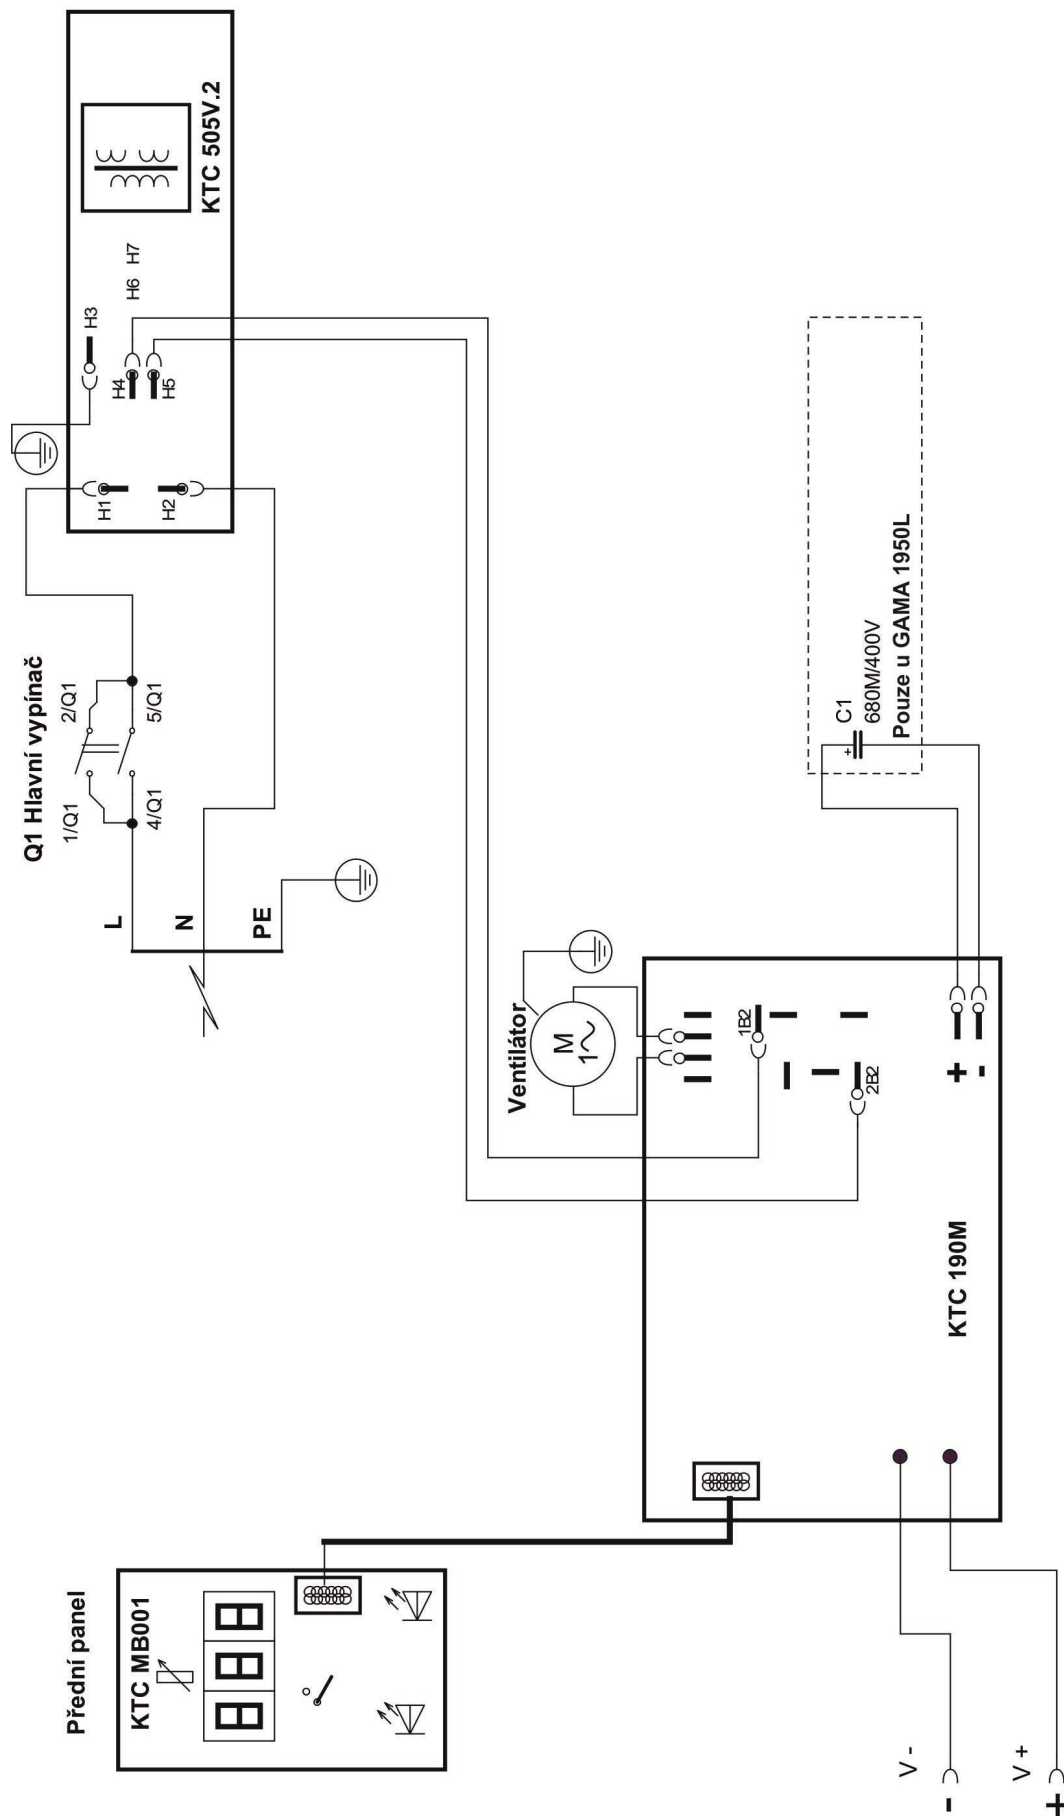 Přední panel
KTC MB001
V -
-
V +
+
KTC 190M
Ventilátor
M
1
1B2
2B2
+
-
L
N
PE
Q1 Hlavní vypínač
1/Q1
2/Q1
4/Q1
5/Q1
+
C1
680M/400V
Pouze u GAMA 1950L
H1
H2
H3
H4
H5
H6 H7
KTC 505V.2